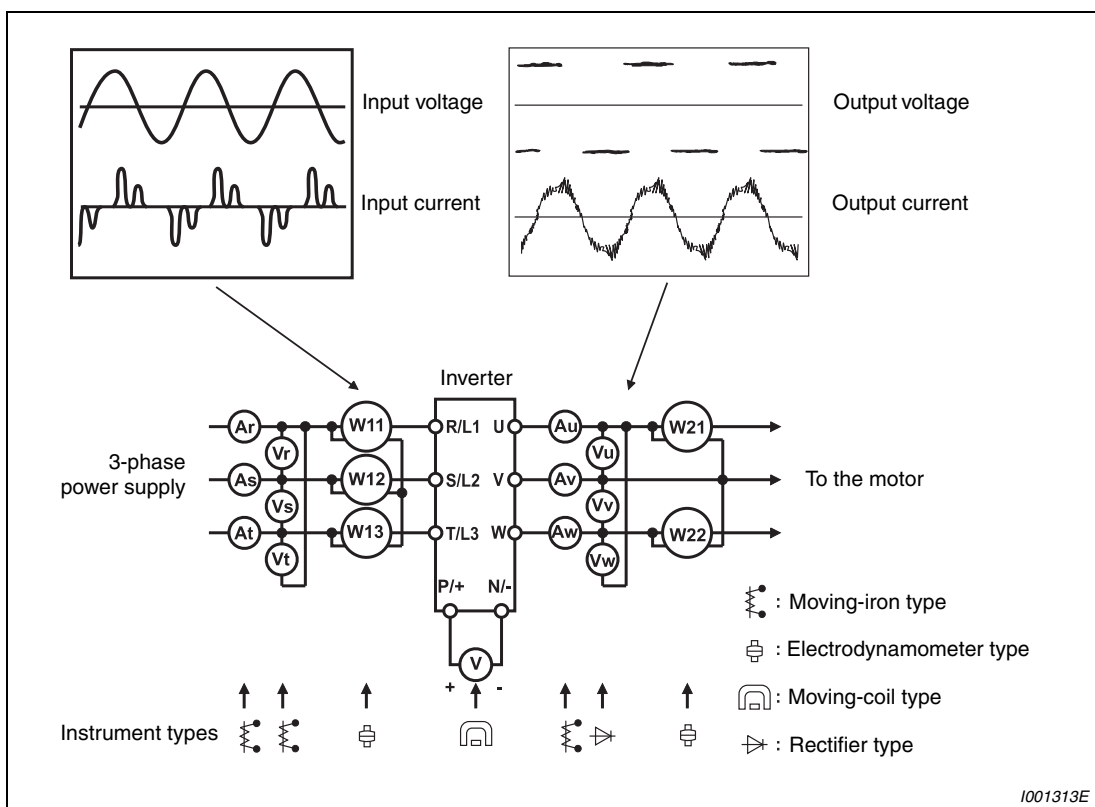 Input voltage
Output voltage
Input current
Output current
Inverter
Ar
W11
R/L1
U
Au
W21
Vr
Vu
3-phase
power supply
As
W12
S/L2
V
Av
To the motor
Vs
Vv
At
W13
T/L3
W
Aw
W22
Vt
Vw
P/+
N/-
: Moving-iron type
: Electrodynamometer type
V
+
-
: Moving-coil type
Instrument types
: Rectifier type
I001313E